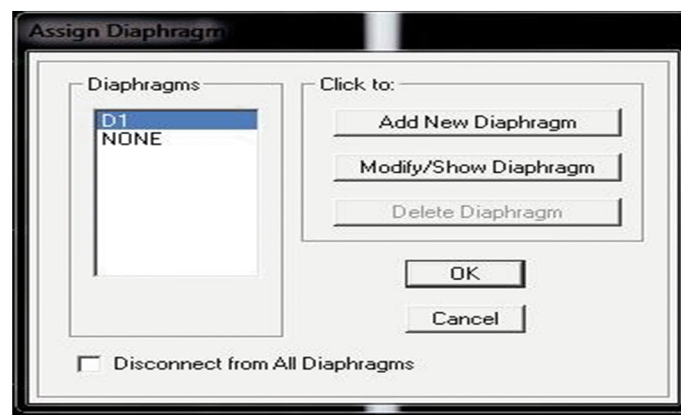 Assign Diaphragm
Diaphragms
D1
NONE
Click to:
Add New Diaphragm
Modify/Show Diaphragm
Delete Diaphragm
OK
Cancel
Disconnect from All Diaphragms